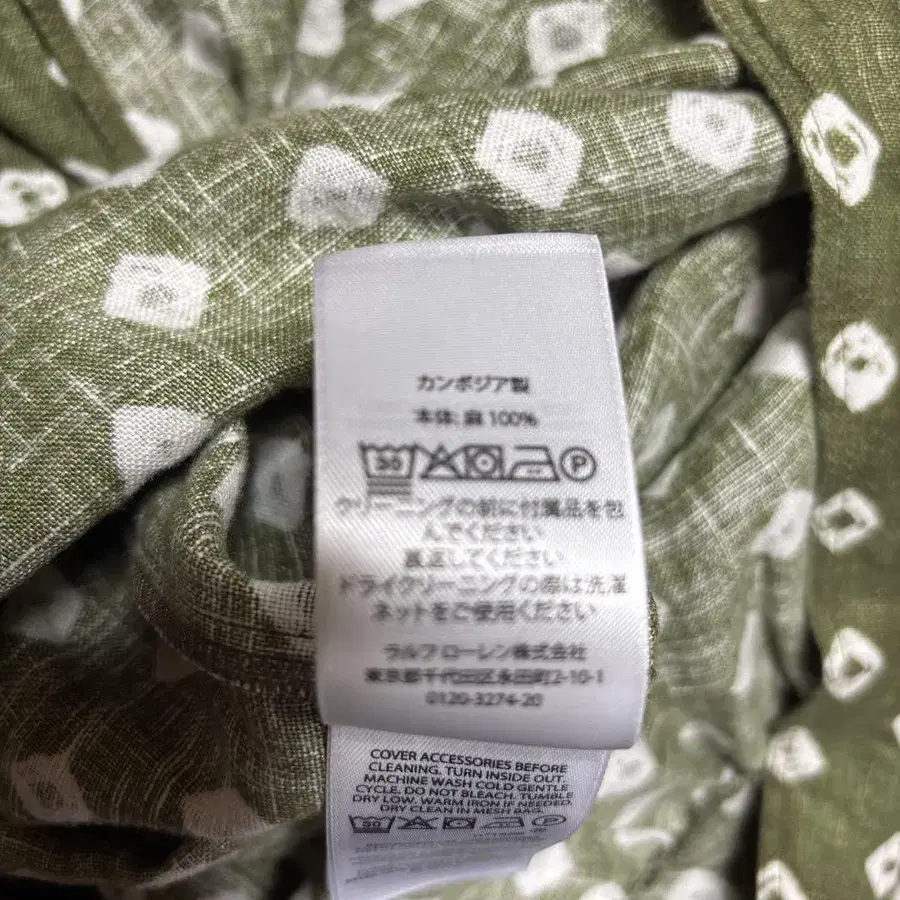 カンボジア製
本体: 麻 100%
30 P
クリーニングの前に付属品を包
んでください
裏返してください
ドライクリーニングの際は洗濯
ネットをご使用ください
ラルフ ローレン株式会社
東京都千代田区永田町2-10-1
0120-3274-20
COVER ACCESSORIES BEFORE
CLEANING. TURN INSIDE OUT.
MACHINE WASH COLD GENTLE
CYCLE. DO NOT BLEACH. TUMBLE
DRY LOW. WARM IRON IF NEEDED.
DRY CLEAN IN MESH BAG.
30 P